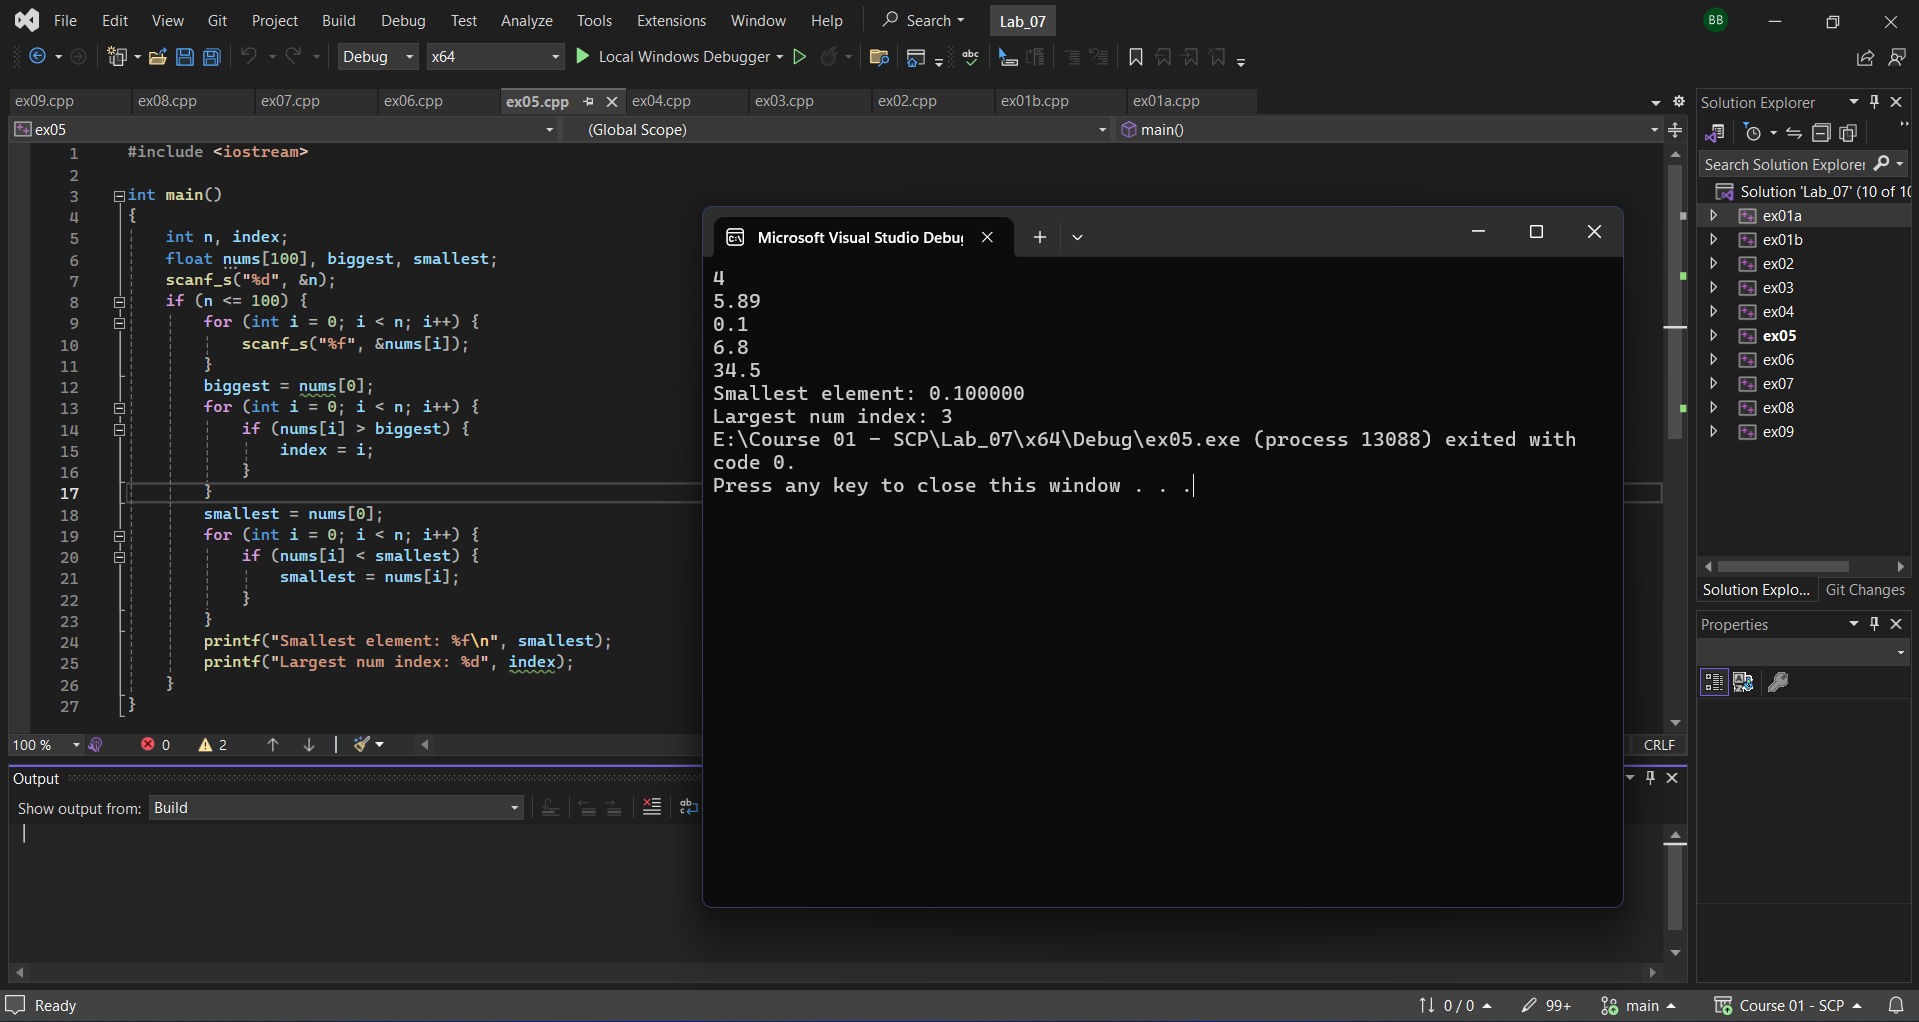 File Edit View Git Project Build Debug Test Analyze Tools Extensions Window Help Search Lab_07 BB
Debug x64 Local Windows Debugger
ex09.cpp ex08.cpp ex07.cpp ex06.cpp ex05.cpp ex04.cpp ex03.cpp ex02.cpp ex01b.cpp ex01a.cpp
ex05 (Global Scope) main()
1 #include <iostream>
2
3 int main()
4 {
5 int n, index;
6 float nums[100], biggest, smallest;
7 scanf_s("%d", &n);
8 if (n <= 100) {
9 for (int i = 0; i < n; i++) {
10 scanf_s("%f", &nums[i]);
11 }
12 biggest = nums[0];
13 for (int i = 0; i < n; i++) {
14 if (nums[i] > biggest) {
15 index = i;
16 }
17 }
18 smallest = nums[0];
19 for (int i = 0; i < n; i++) {
20 if (nums[i] < smallest) {
21 smallest = nums[i];
22 }
23 }
24 printf("Smallest element: %f\n", smallest);
25 printf("Largest num index: %d", index);
26 }
27 }
Microsoft Visual Studio Debu
4
5.89
0.1
6.8
34.5
Smallest element: 0.100000
Largest num index: 3
E:\Course 01 - SCP\Lab_07\x64\Debug\ex05.exe (process 13088) exited with
code 0.
Press any key to close this window . . .
100 % 0 2 CRLF
Output
Show output from: Build
Solution Explorer
Search Solution Explorer
Solution 'Lab_07' (10 of 10
ex01a
ex01b
ex02
ex03
ex04
ex05
ex06
ex07
ex08
ex09
Solution Explo... Git Changes
Properties
Ready 0 / 0 99+ main Course 01 - SCP